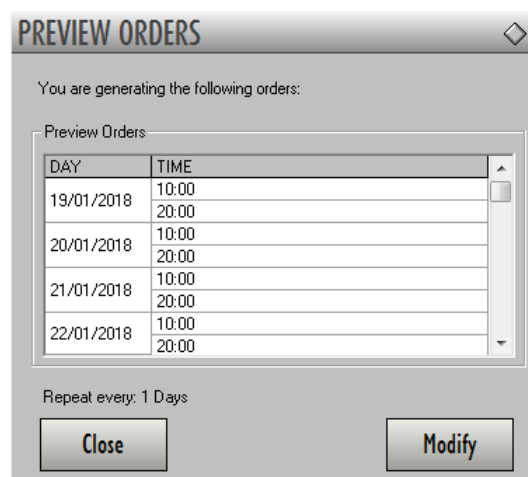 PREVIEW ORDERS
You are generating the following orders:
Preview Orders
DAY TIME
19/01/2018 10:00
20:00
20/01/2018 10:00
20:00
21/01/2018 10:00
20:00
22/01/2018 10:00
20:00
Repeat every: 1 Days
Close Modify